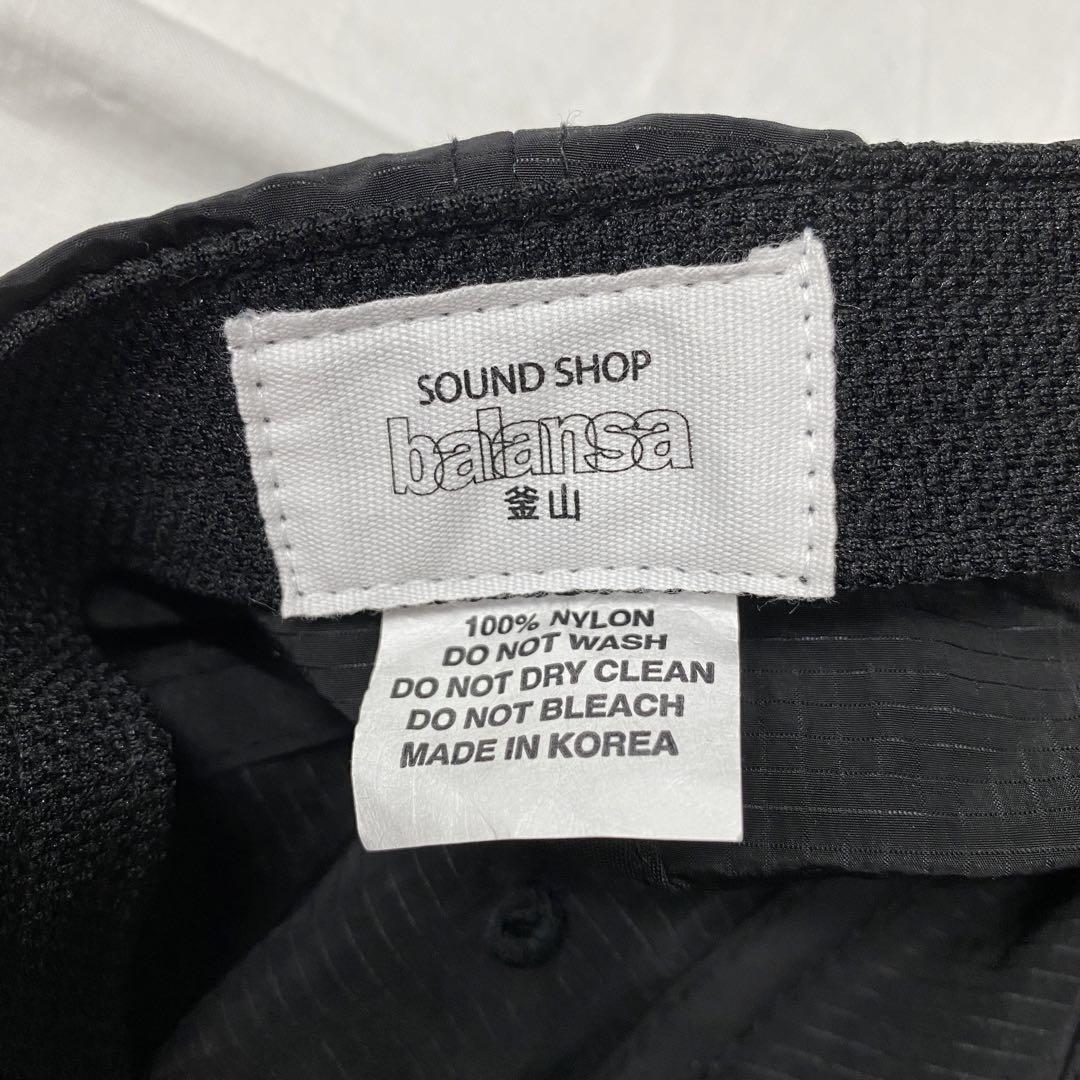 SOUND SHOP
balansa
釜山
100% NYLON
DO NOT WASH
DO NOT DRY CLEAN
DO NOT BLEACH
MADE IN KOREA